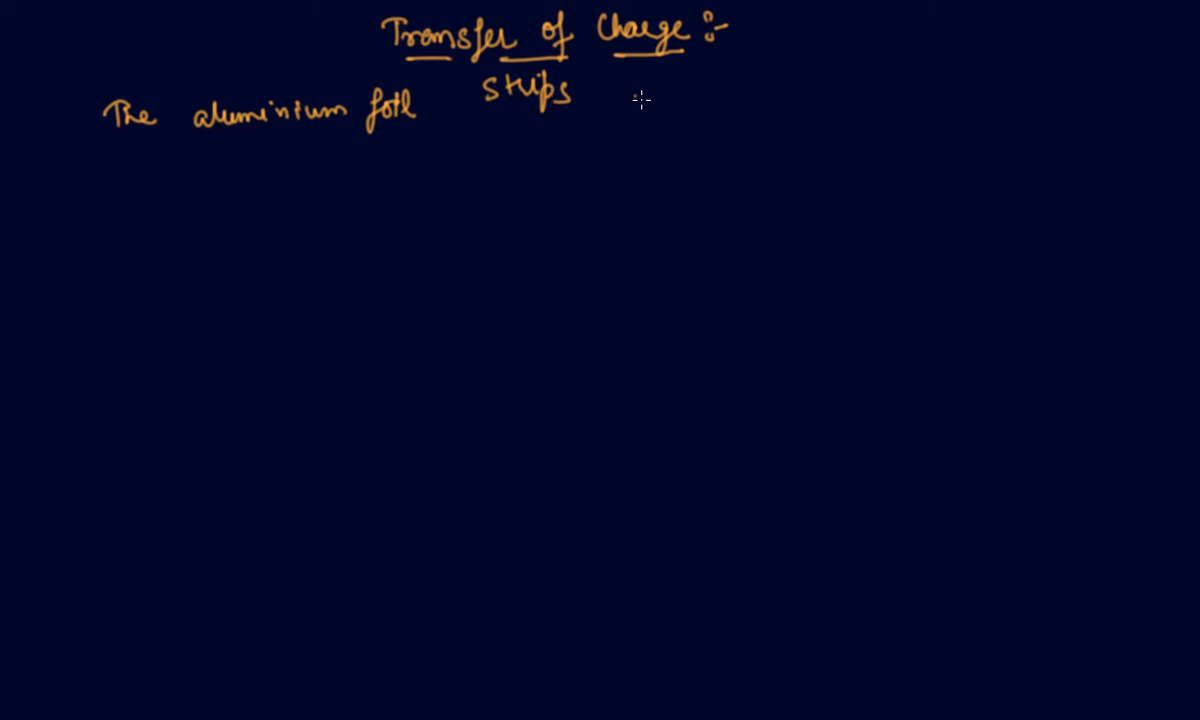 Transfer of Charge :-
The aluminium foil strips